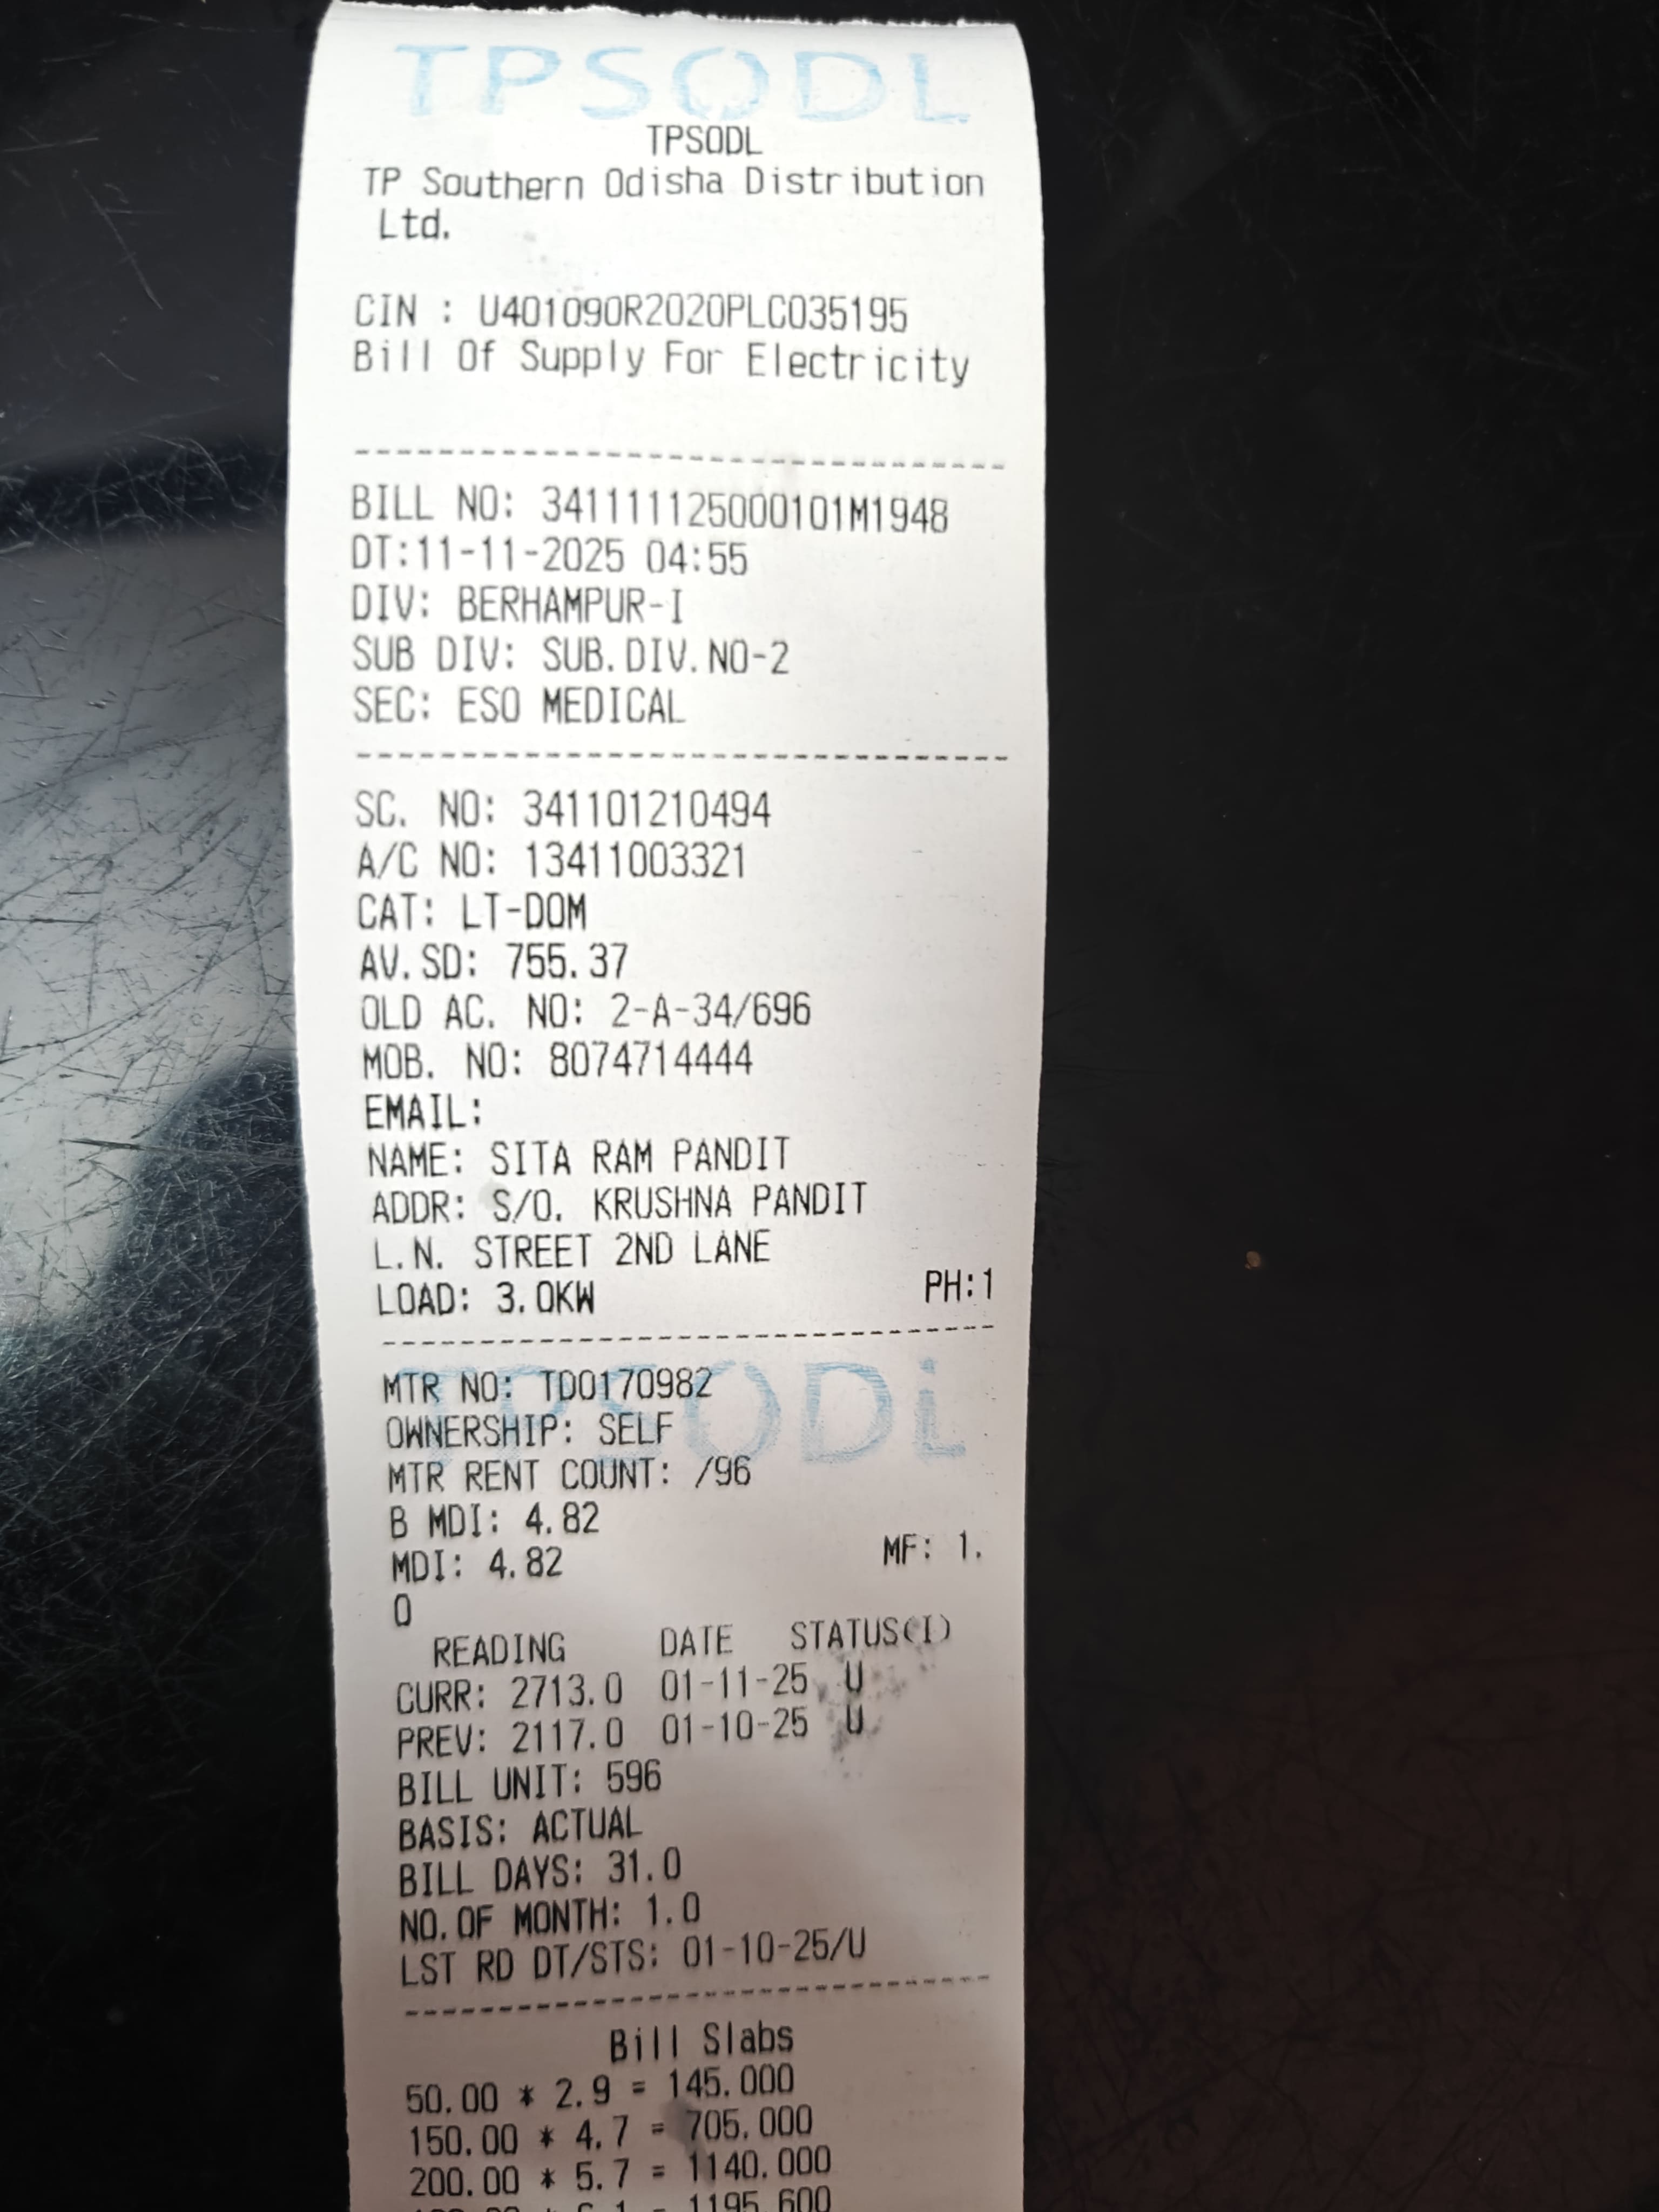 TPSODL
TPSODL
TP Southern Odisha Distribution
Ltd.
CIN : U40109OR2020PLC035195
Bill Of Supply For Electricity
BILL NO: 341111125000101M1948
DT:11-11-2025 04:55
DIV: BERHAMPUR-I
SUB DIV: SUB.DIV.NO-2
SEC: ESO MEDICAL
SC. NO: 341101210494
A/C NO: 13411003321
CAT: LT-DOM
AV.SD: 755.37
OLD AC. NO: 2-A-34/696
MOB. NO: 8074714444
EMAIL:
NAME: SITA RAM PANDIT
ADDR: S/O. KRUSHNA PANDIT
L.N. STREET 2ND LANE
LOAD: 3.0KW PH:1
TPSODL
MTR NO: TD0170982
OWNERSHIP: SELF
MTR RENT COUNT: /96
B MDI: 4.82
MDI: 4.82 MF: 1.
0
READING DATE STATUS(I)
CURR: 2713.0 01-11-25 U
PREV: 2117.0 01-10-25 U
BILL UNIT: 596
BASIS: ACTUAL
BILL DAYS: 31.0
NO.OF MONTH: 1.0
LST RD DT/STS: 01-10-25/U
Bill Slabs
50.00 * 2.9 = 145.000
150.00 * 4.7 = 705.000
200.00 * 5.7 = 1140.000
* 6.1 = 1195.600